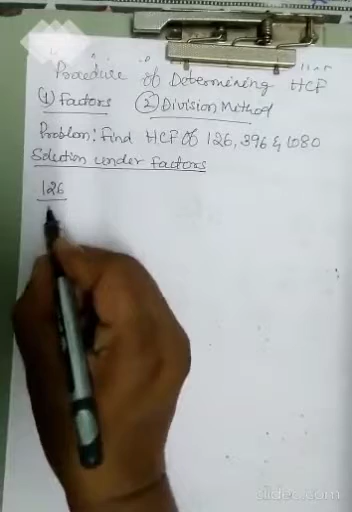 Procedure of Determining HCF
① Factors ② Division Method
Problem: Find HCF of 126, 396 & 1080
Solution under factors
126